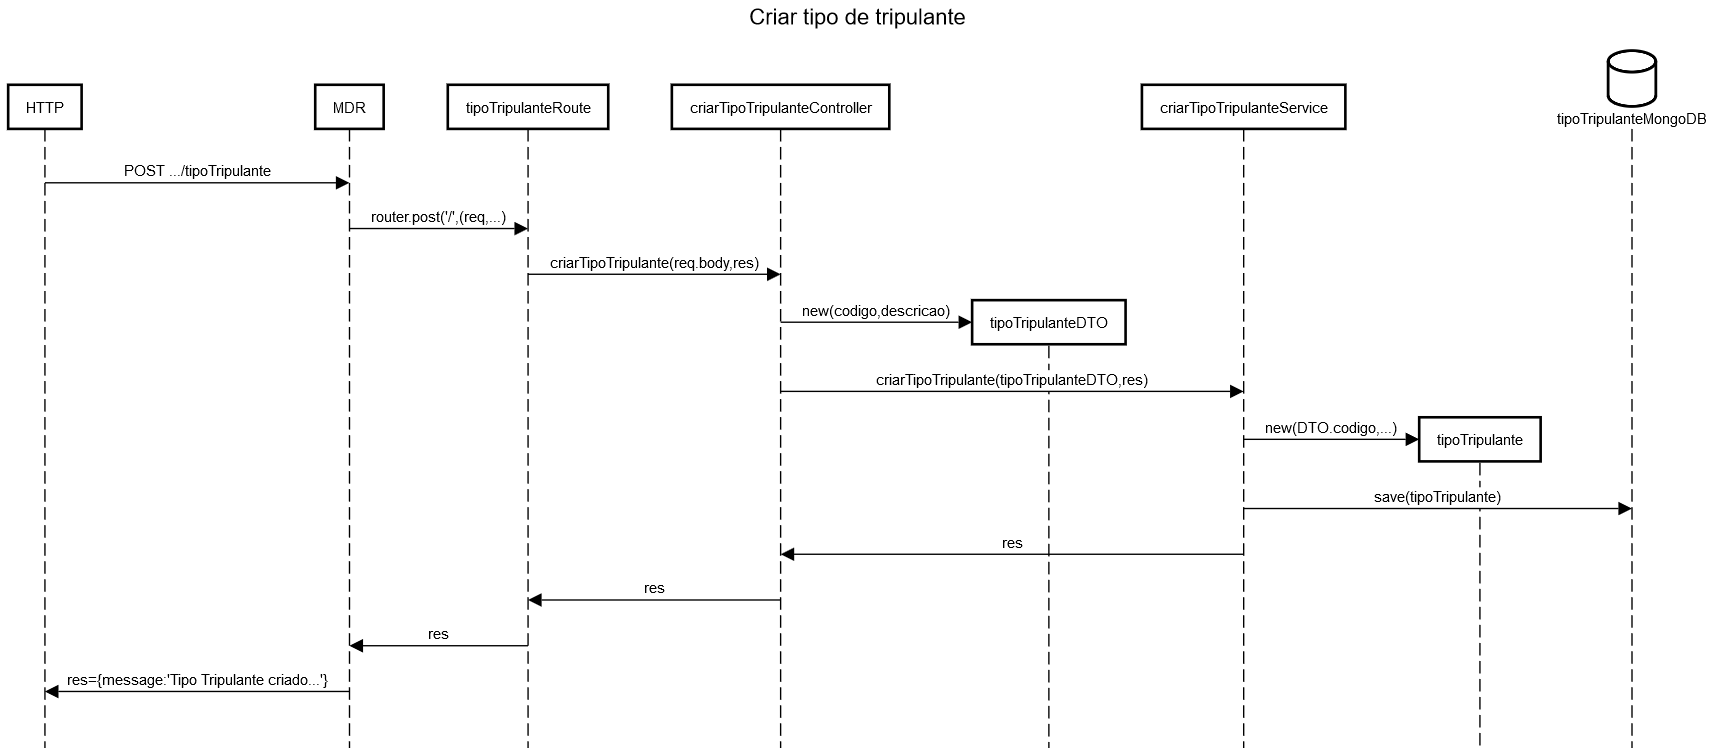 Criar tipo de tripulante
HTTP
MDR
tipoTripulanteRoute
criarTipoTripulanteController
criarTipoTripulanteService
tipoTripulanteMongoDB
POST .../tipoTripulante
router.post('/',(req,...)
criarTipoTripulante(req.body,res)
new(codigo,descricao)
tipoTripulanteDTO
criarTipoTripulante(tipoTripulanteDTO,res)
new(DTO.codigo,...)
tipoTripulante
save(tipoTripulante)
res
res
res
res={message:'Tipo Tripulante criado...'}